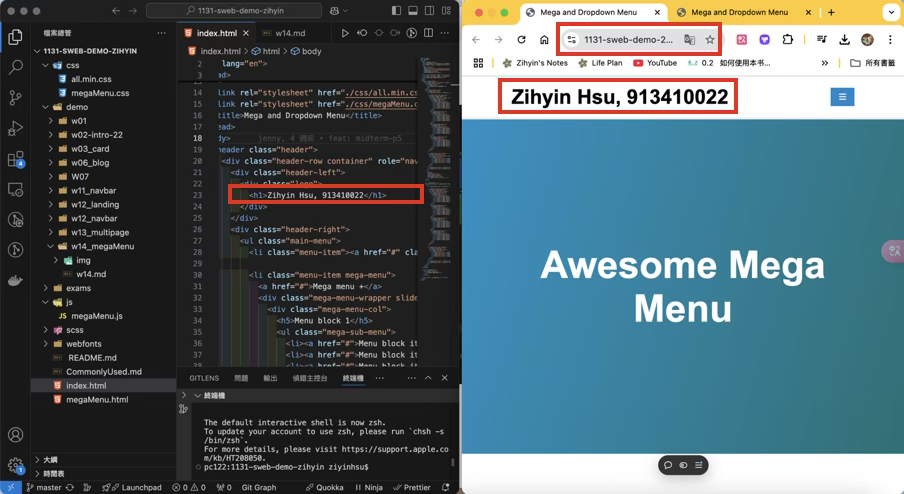 1131-sweb-demo-zihyin
檔案總管
1131-SWEB-DEMO-ZIHYIN
css
all.min.css
megaMenu.css
demo
w01
w02-intro-22
w03_card
w06_blog
W07
w11_navbar
w12_landing
w12_navbar
w13_multipage
w14_megaMenu
img
w14.md
exams
js
megaMenu.js
scss
webfonts
README.md
CommonlyUsed.md
index.html
megaMenu.html
大綱
時間表
4
1
index.html
w14.md
index.html > html > body
2
lang="en">
3
ad>
14
link rel="stylesheet" href="./css/all.min.c
15
link rel="stylesheet" href="./css/megaMenu.c
16
title>Mega and Dropdown Menu</title>
17
ead>
18
dy>
jenny, 4 週前 • feat: midterm-p5
19
header class="header">
20
<div class="header-row container" role="nav
21
<div class="header-left">
22
23
<h1>Zihyin Hsu, 913410022</h1>
24
</div>
25
</div>
26
<div class="header-right">
27
<ul class="main-menu">
28
<li class="menu-item"><a href="#" cla
29
30
<li class="menu-item mega-menu">
31
<a href="#">Mega menu +</a>
32
<div class="mega-menu-wrapper slide
33
<div class="mega-menu-col">
34
<h5>Menu block 1</h5>
35
<ul class="mega-sub-menu">
36
<li><a href="#">Menu block it
37
<li><a href="#">Menu block it
38
<li><a href="#">Menu block it
GITLENS
問題
輸出
偵錯主控台
終端機
終端機
The default interactive shell is now zsh.
To update your account to use zsh, please run `chsh -s
/bin/zsh`.
For more details, please visit https://support.apple.co
m/kb/HT208050.
pc122:1131-sweb-demo-zihyin ziyinhsu$
master
Launchpad
0
0
0
Git Graph
Quokka
Ninja
Prettier
Mega and Dropdown Menu
Mega and Dropdown Menu
1131-sweb-demo-2...
Zihyin's Notes
Life Plan
YouTube
0.2 如何使用本书...
所有書籤
Zihyin Hsu, 913410022
Awesome Mega
Menu